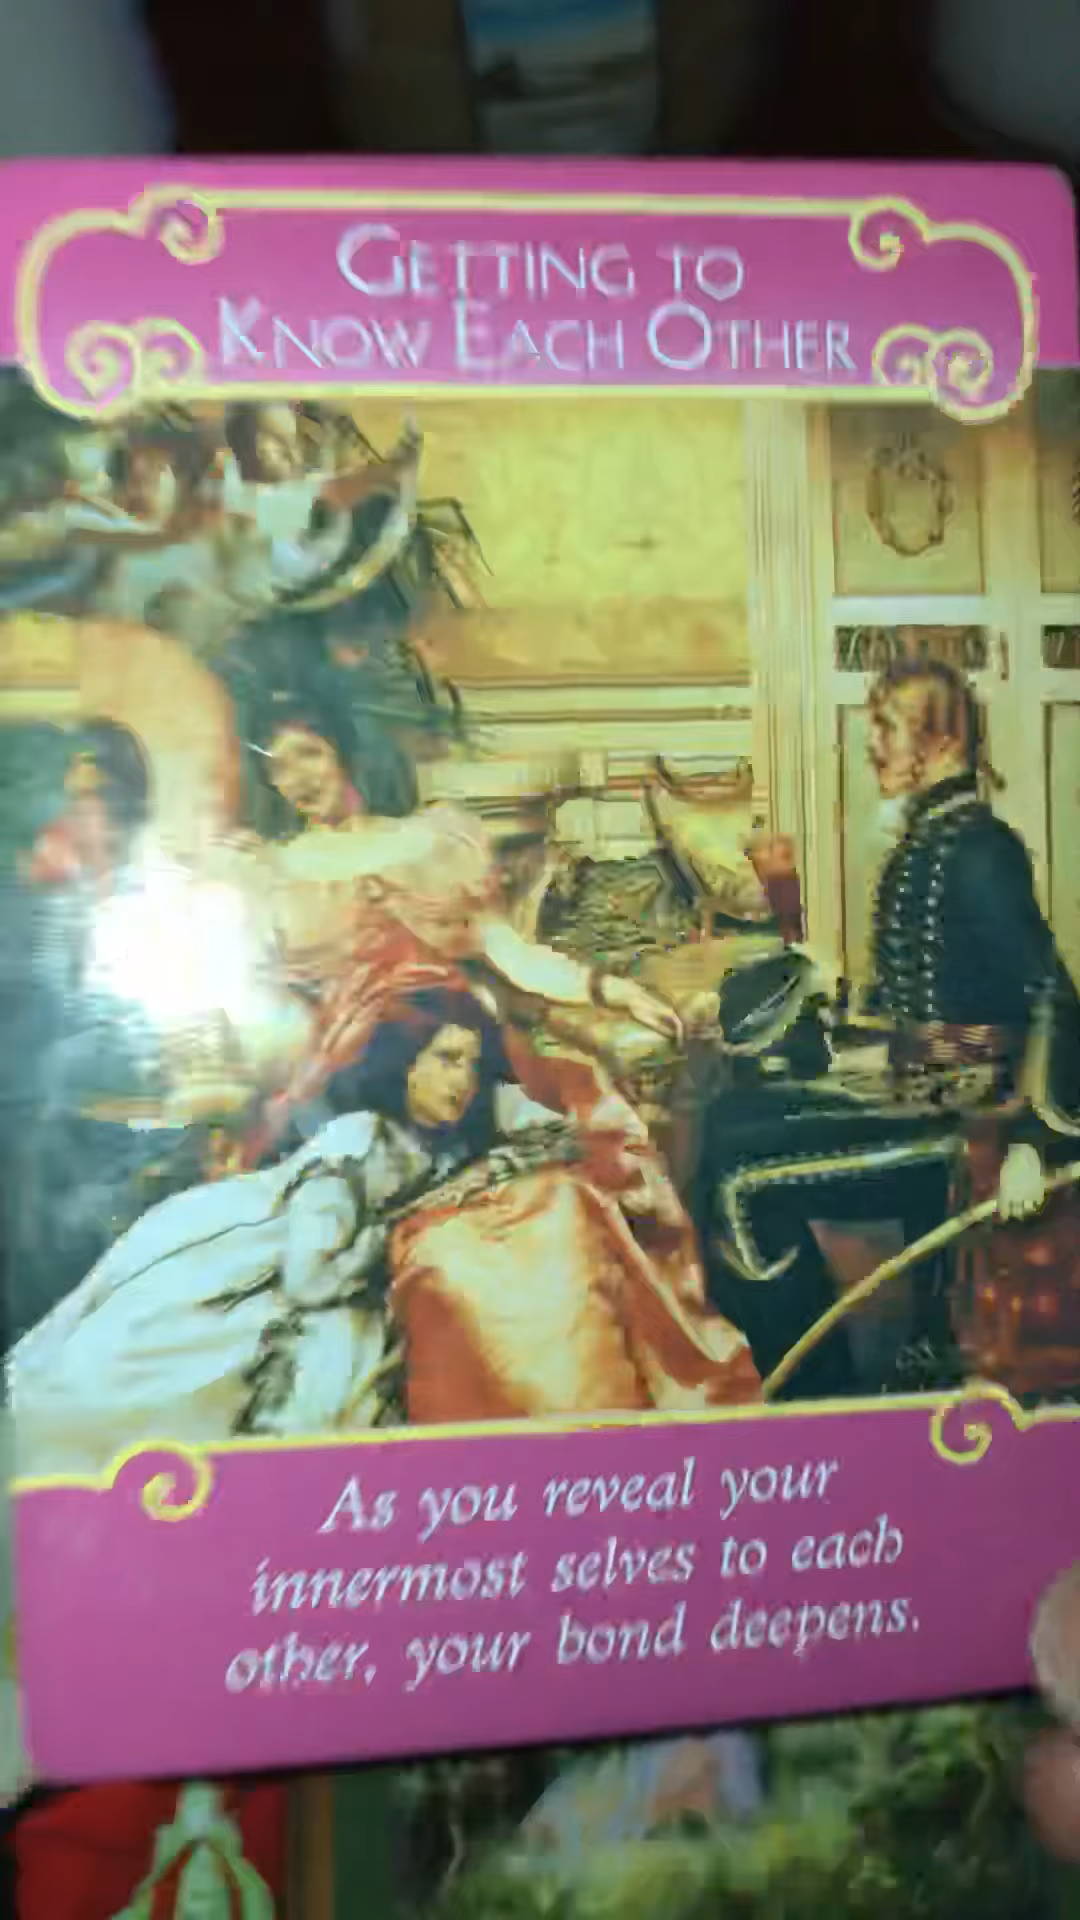 GETTING TO
KNOW EACH OTHER
As you reveal your
innermost selves to each
other, your bond deepens.